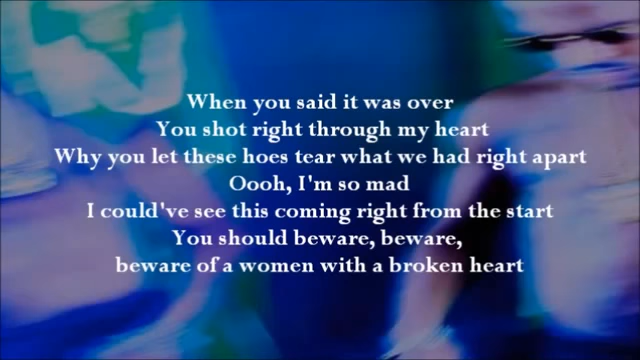 When you said it was over
You shot right through my heart
Why you let these hoes tear what we had right apart
Oooh, I'm so mad
I could've see this coming right from the start
You should beware, beware,
beware of a women with a broken heart